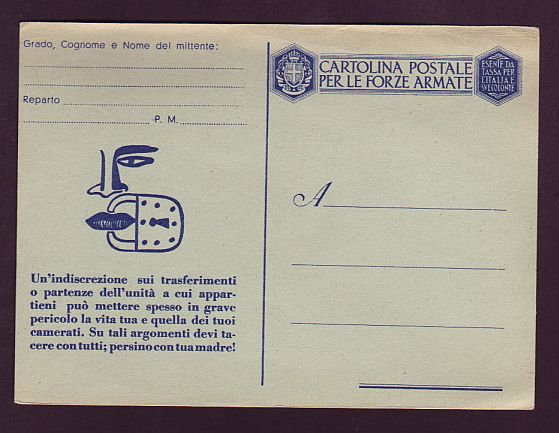 Grado, Cognome e Nome del mittente:
Reparto
P. M.
Un'indiscrezione sui trasferimenti
o partenze dell'unità a cui appar-
tieni può mettere spesso in grave
pericolo la vita tua e quella dei tuoi
camerati. Su tali argomenti devi ta-
cere con tutti; persino con tua madre!
CARTOLINA POSTALE
PER LE FORZE ARMATE
ESENTE DA
TASSA PER
L'ITALIA E
SVE COLONIE
A